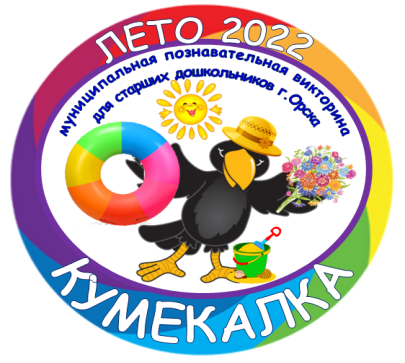 ЛЕТО 2022
муниципальная познавательная викторина
для старших дошкольников г.Орска
КУМЕКАЛКА